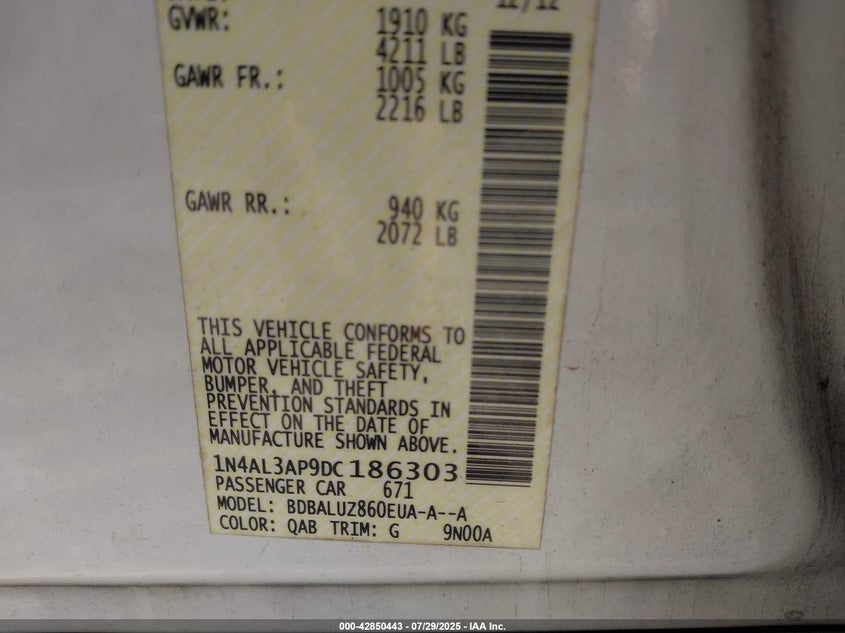 12/12
GVWR: 1910 KG
4211 LB
GAWR FR.: 1005 KG
2216 LB
GAWR RR.: 940 KG
2072 LB
THIS VEHICLE CONFORMS TO
ALL APPLICABLE FEDERAL
MOTOR VEHICLE SAFETY,
BUMPER, AND THEFT
PREVENTION STANDARDS IN
EFFECT ON THE DATE OF
MANUFACTURE SHOWN ABOVE.
1N4AL3AP9DC186303
PASSENGER CAR 671
MODEL: BDBALUZ860EUA-A--A
COLOR: QAB TRIM: G 9N00A
000-42850443 - 07/29/2025 - IAA Inc.